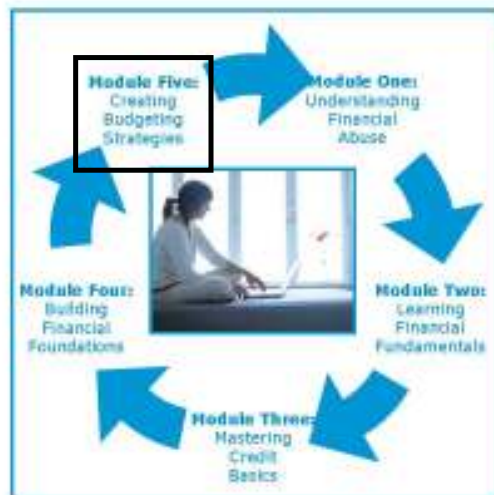 Module Five:
Creating
Budgeting
Strategies
Module One:
Understanding
Financial
Abuse
Module Two:
Learning
Financial
Fundamentals
Module Three:
Mastering
Credit
Basics
Module Four:
Building
Financial
Foundations